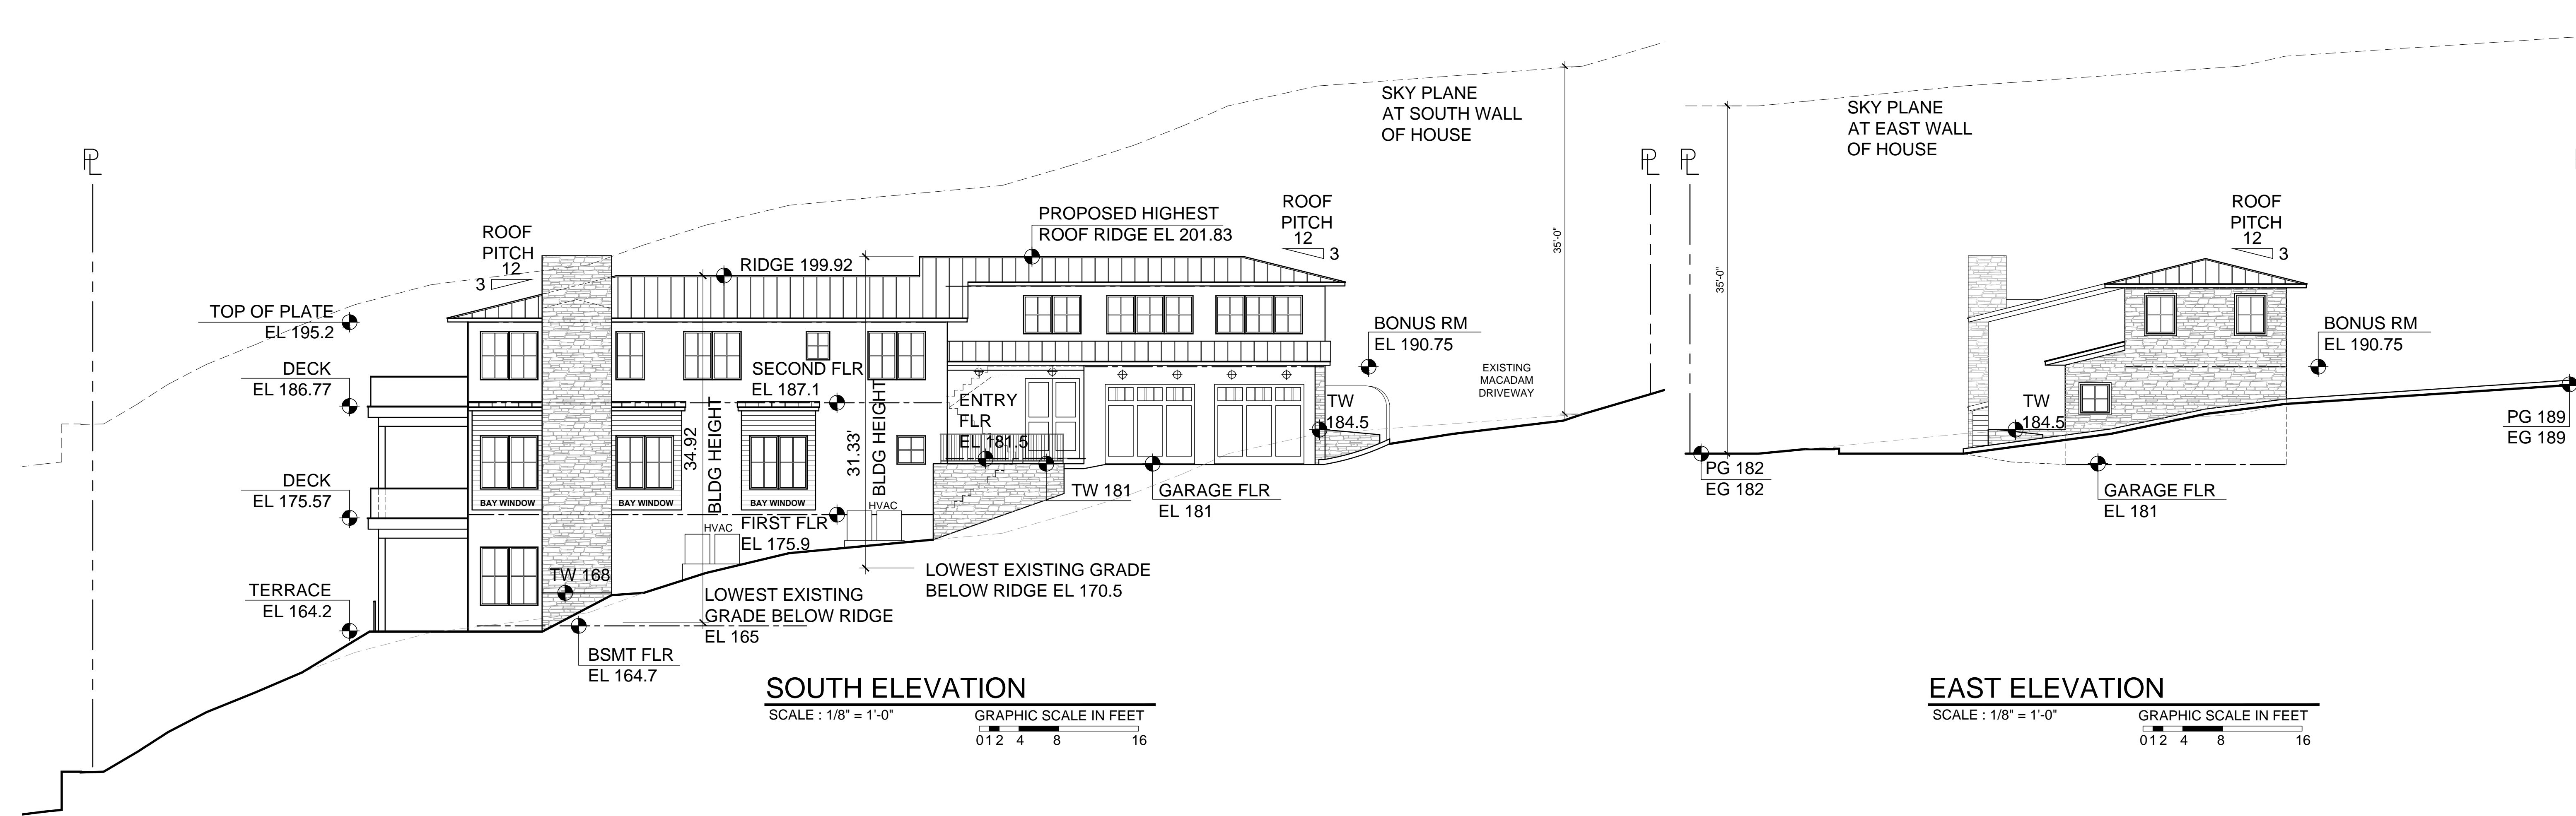 SKY PLANE
AT SOUTH WALL
OF HOUSE
35'-0"
PL
PL
ROOF
PITCH
12
3
PROPOSED HIGHEST
ROOF RIDGE EL 201.83
ROOF
PITCH
12
3
RIDGE 199.92
TOP OF PLATE
EL 195.2
DECK
EL 186.77
DECK
EL 175.57
TERRACE
EL 164.2
SECOND FLR
EL 187.1
34.92
BLDG HEIGHT
31.33'
BLDG HEIGHT
ENTRY
FLR
EL 181.5
BONUS RM
EL 190.75
EXISTING
MACADAM
DRIVEWAY
TW
184.5
BAY WINDOW
BAY WINDOW
BAY WINDOW
HVAC
HVAC
FIRST FLR
EL 175.9
TW 181
GARAGE FLR
EL 181
TW 168
LOWEST EXISTING
GRADE BELOW RIDGE
EL 165
LOWEST EXISTING GRADE
BELOW RIDGE EL 170.5
BSMT FLR
EL 164.7
SOUTH ELEVATION
SCALE : 1/8" = 1'-0"
GRAPHIC SCALE IN FEET
0 1 2 4 8 16
PL
SKY PLANE
AT EAST WALL
OF HOUSE
35'-0"
ROOF
PITCH
12
3
BONUS RM
EL 190.75
TW
184.5
PG 182
EG 182
PG 189
EG 189
GARAGE FLR
EL 181
EAST ELEVATION
SCALE : 1/8" = 1'-0"
GRAPHIC SCALE IN FEET
0 1 2 4 8 16